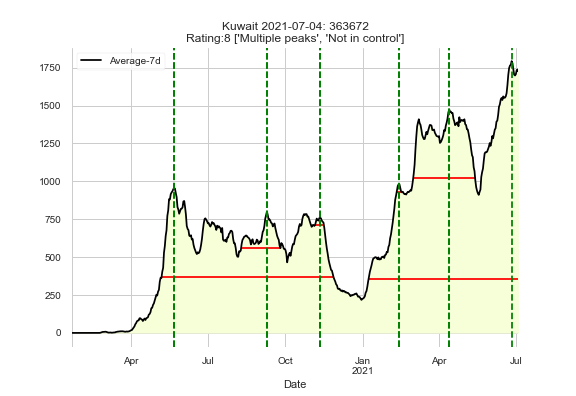 Kuwait 2021-07-04: 363672
Rating:8 ['Multiple peaks', 'Not in control']
Average-7d
1750
1500
1250
1000
750
500
250
0
Apr
Jul
Oct
Jan
2021
Apr
Jul
Date